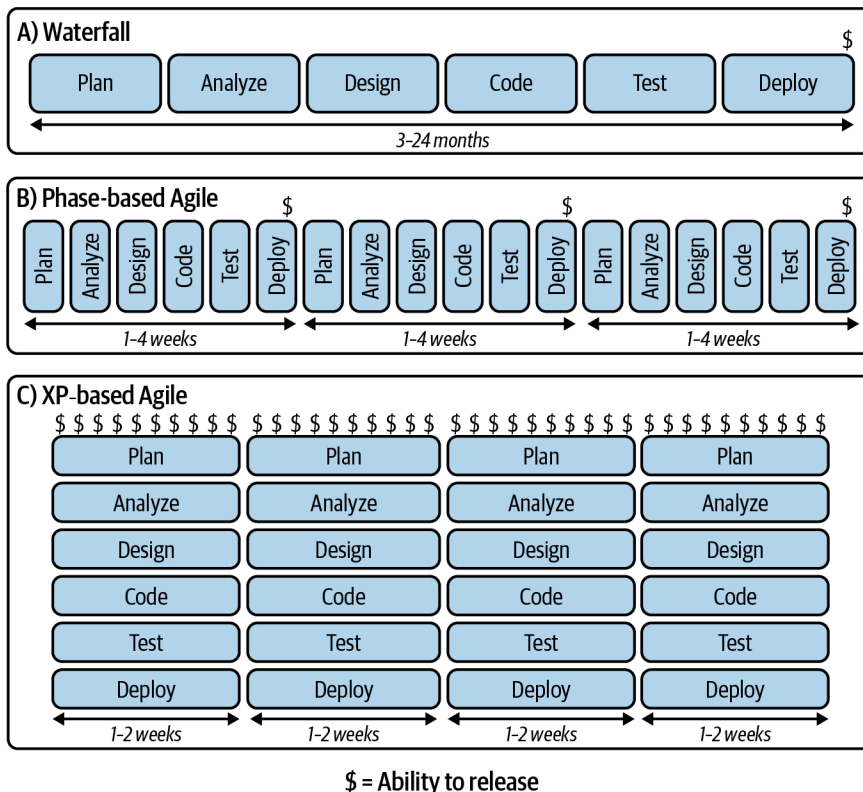 A) Waterfall
$
Plan Analyze Design Code Test Deploy
3–24 months
B) Phase-based Agile
$ $ $
Plan Analyze Design Code Test Deploy Plan Analyze Design Code Test Deploy Plan Analyze Design Code Test Deploy
1–4 weeks 1–4 weeks 1–4 weeks
C) XP-based Agile
$ $ $ $ $ $ $ $ $ $ $ $ $ $ $ $ $ $ $ $ $ $ $ $ $ $ $ $ $ $ $ $ $ $ $ $ $ $ $ $
Plan Plan Plan Plan
Analyze Analyze Analyze Analyze
Design Design Design Design
Code Code Code Code
Test Test Test Test
Deploy Deploy Deploy Deploy
1–2 weeks 1–2 weeks 1–2 weeks 1–2 weeks
$ = Ability to release